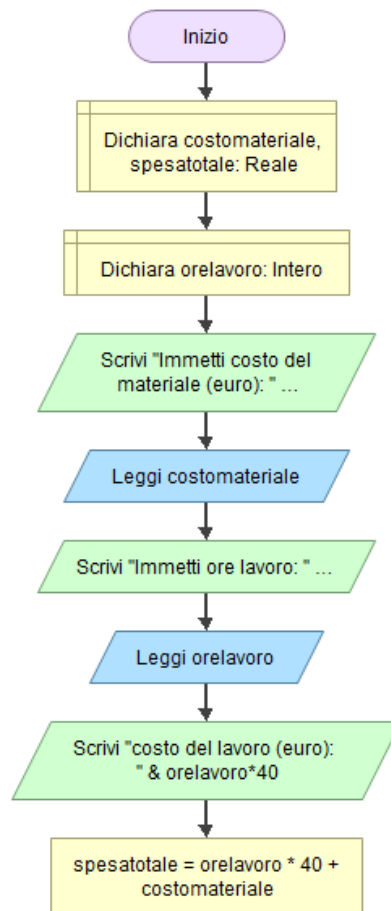 Inizio
Dichiara costomateriale,
spesatotale: Reale
Dichiara orelavoro: Intero
Scrivi "Immetti costo del
materiale (euro): " ...
Leggi costomateriale
Scrivi "Immetti ore lavoro: " ...
Leggi orelavoro
Scrivi "costo del lavoro (euro):
" & orelavoro*40
spesatotale = orelavoro * 40 +
costomateriale